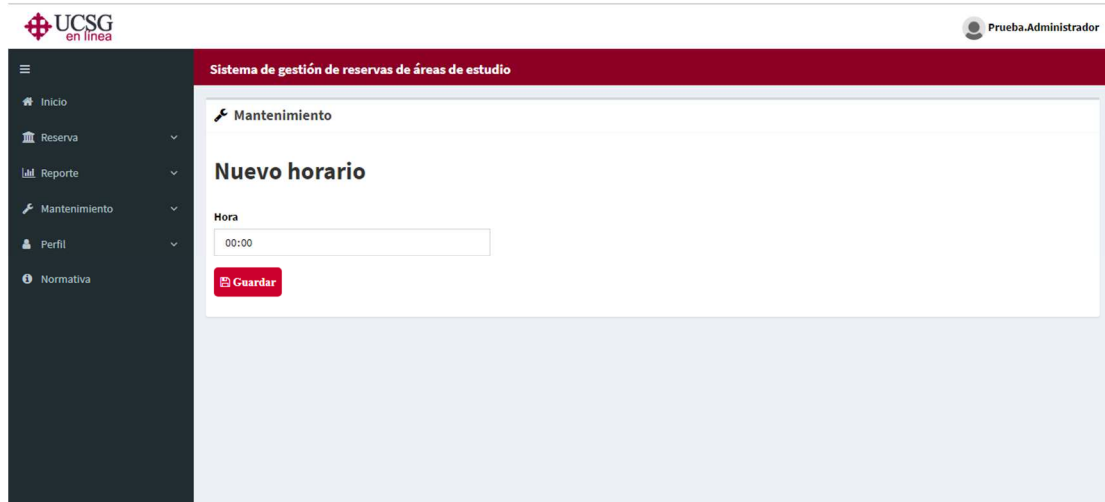 UCSG
en línea
Prueba.Administrador
Sistema de gestión de reservas de áreas de estudio
Inicio
Reserva
Reporte
Mantenimiento
Perfil
Normativa
Mantenimiento
Nuevo horario
Hora
00:00
Guardar